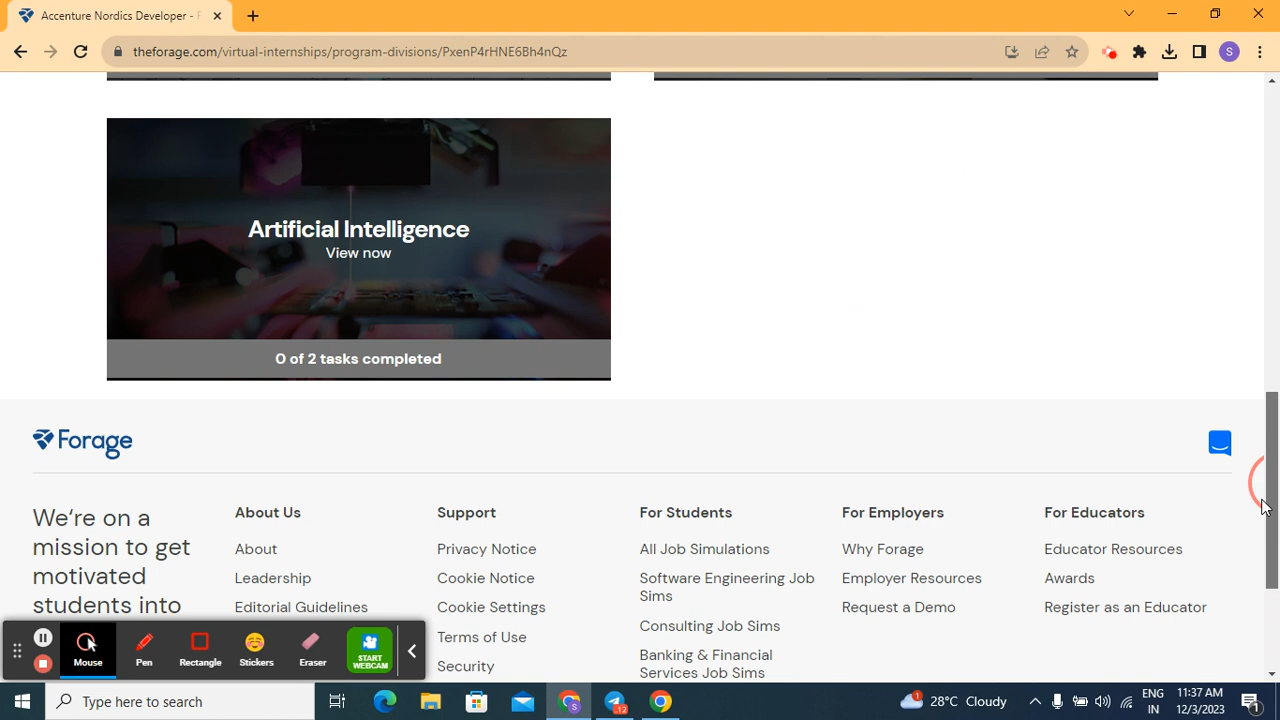 Accenture Nordics Developer - F
theforage.com/virtual-internships/program-divisions/PxenP4rHNE6Bh4nQz
S
Artificial Intelligence
View now
0 of 2 tasks completed
Forage
We're on a
mission to get
motivated
students into
About Us
About
Leadership
Editorial Guidelines
Support
Privacy Notice
Cookie Notice
Cookie Settings
Terms of Use
Security
For Students
All Job Simulations
Software Engineering Job
Sims
Consulting Job Sims
Banking & Financial
Services Job Sims
For Employers
Why Forage
Employer Resources
Request a Demo
For Educators
Educator Resources
Awards
Register as an Educator
Mouse
Pen
Rectangle
Stickers
Eraser
START
WEBCAM
Type here to search
S
12
1
28°C Cloudy
ENG
IN
11:37 AM
12/3/2023
1